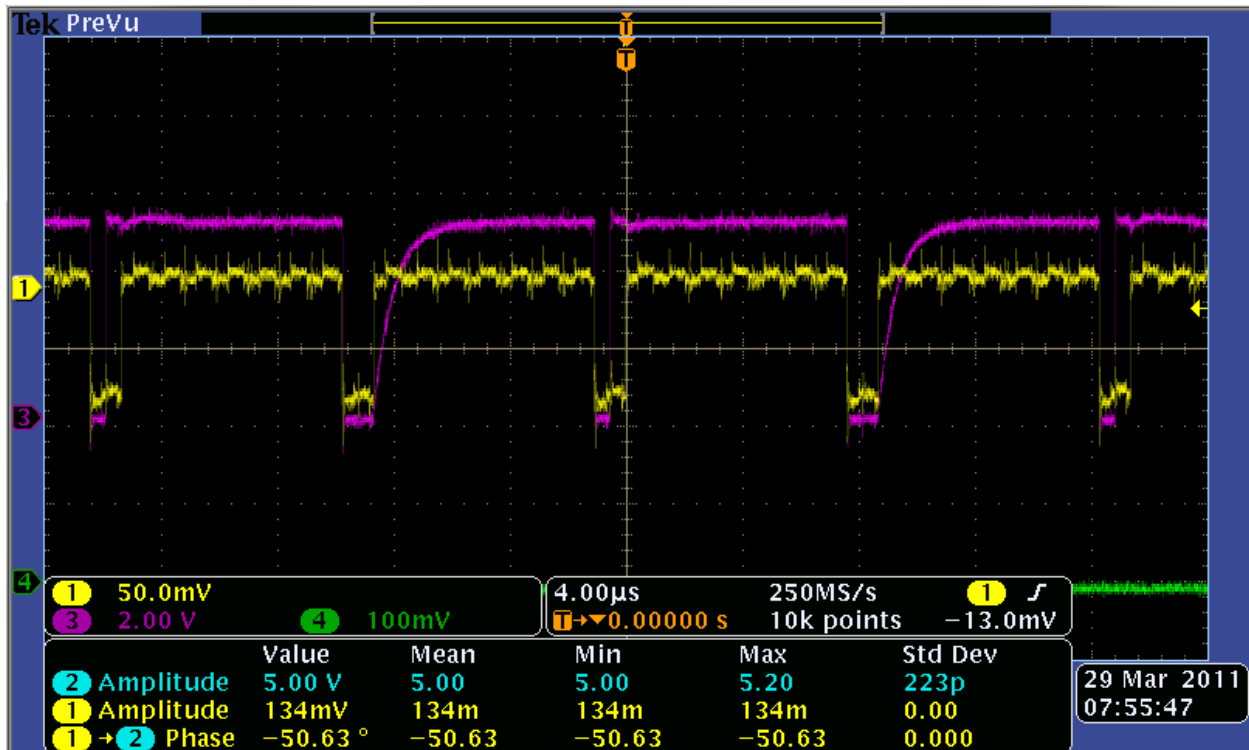 Tek PreVu
T
T
1
3
4
1 50.0mV
3 2.00 V 4 100mV
4.00µs 250MS/s 1
T→▼0.00000 s 10k points −13.0mV
Value Mean Min Max Std Dev
2 Amplitude 5.00 V 5.00 5.00 5.20 223p
1 Amplitude 134mV 134m 134m 134m 0.00
1 → 2 Phase −50.63 ° −50.63 −50.63 −50.63 0.000
29 Mar 2011
07:55:47